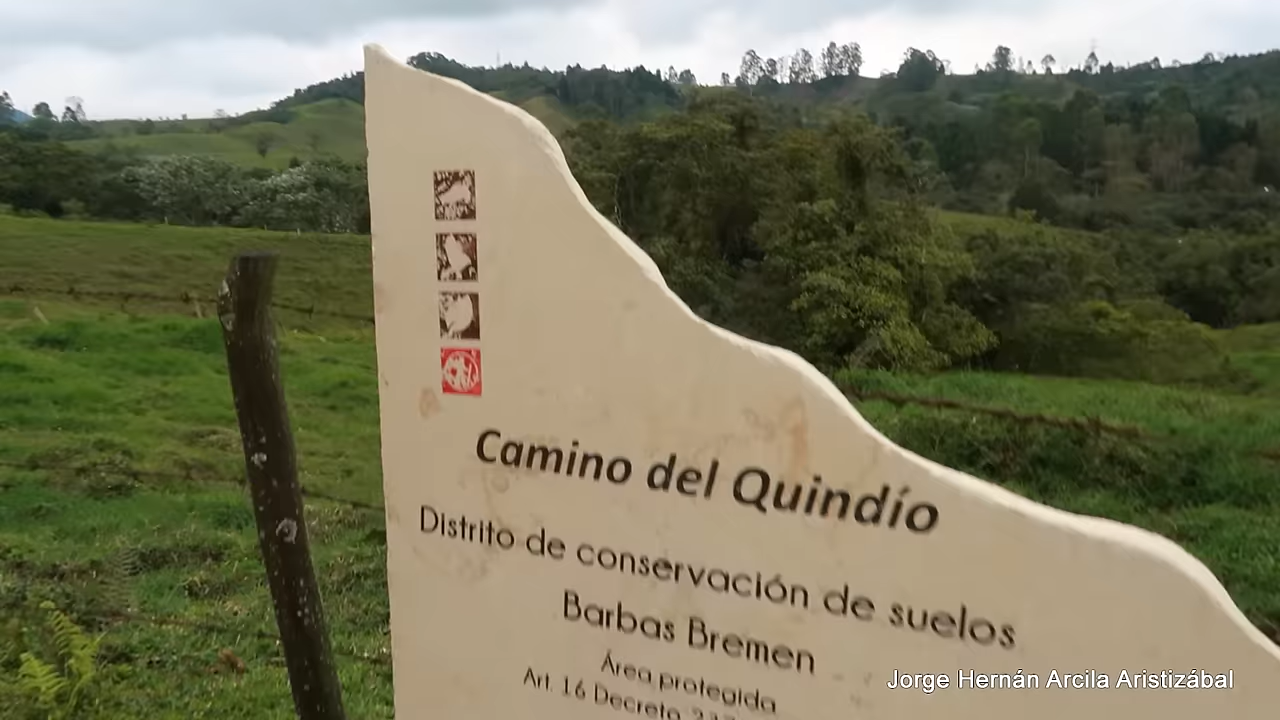 Camino del Quindío
Distrito de conservación de suelos
Barbas Bremen
Área protegida
Art. 16 Decreto
Jorge Hernán Arcila Aristizábal